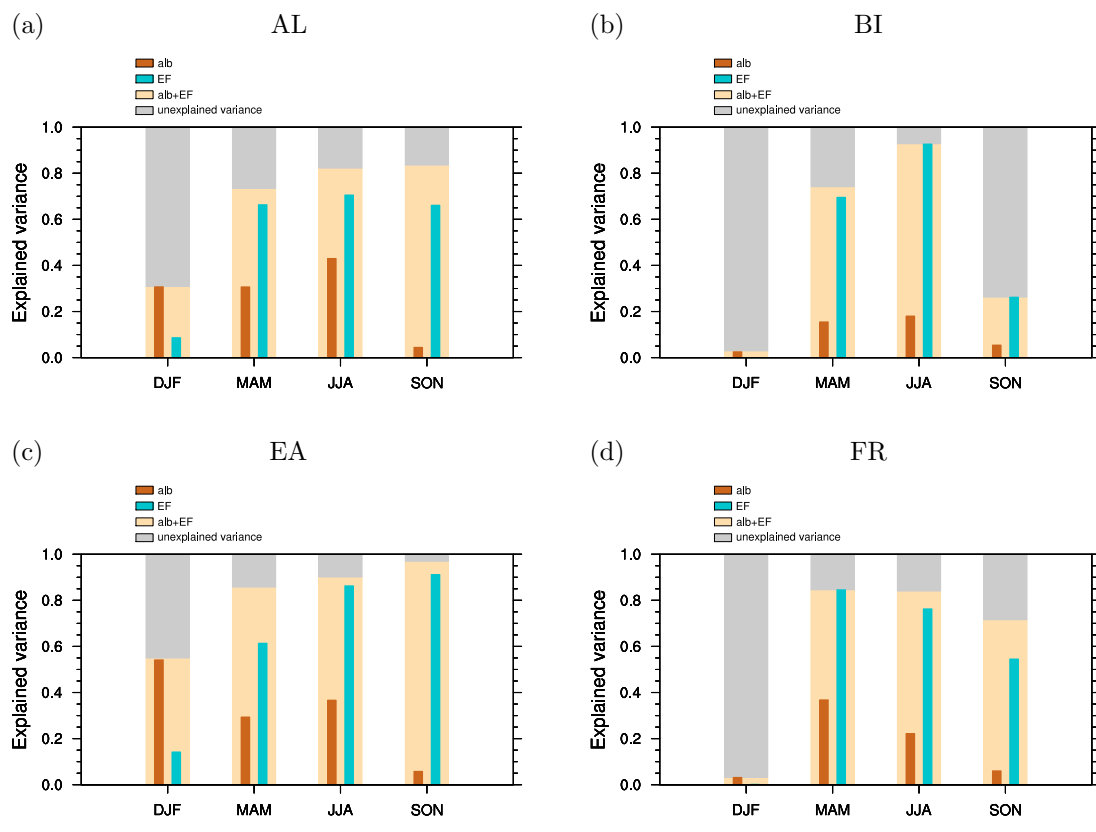 (a) AL
alb
EF
alb+EF
unexplained variance
1.0
0.8
0.6
0.4
0.2
0.0
Explained variance
DJF MAM JJA SON
(b) BI
alb
EF
alb+EF
unexplained variance
1.0
0.8
0.6
0.4
0.2
0.0
Explained variance
DJF MAM JJA SON
(c) EA
alb
EF
alb+EF
unexplained variance
1.0
0.8
0.6
0.4
0.2
0.0
Explained variance
DJF MAM JJA SON
(d) FR
alb
EF
alb+EF
unexplained variance
1.0
0.8
0.6
0.4
0.2
0.0
Explained variance
DJF MAM JJA SON